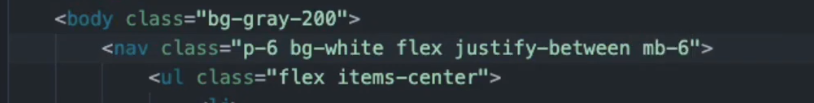 <body class="bg-gray-200">
<nav class="p-6 bg-white flex justify-between mb-6">
<ul class="flex items-center">
<li>